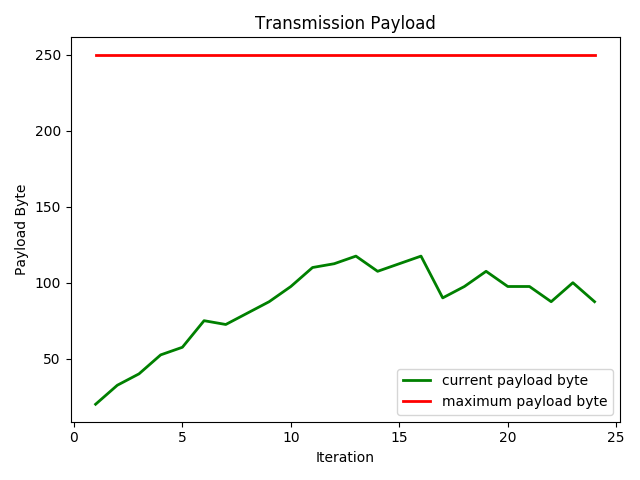 Transmission Payload
Payload Byte
250
200
150
100
50
0
5
10
15
20
25
Iteration
current payload byte
maximum payload byte